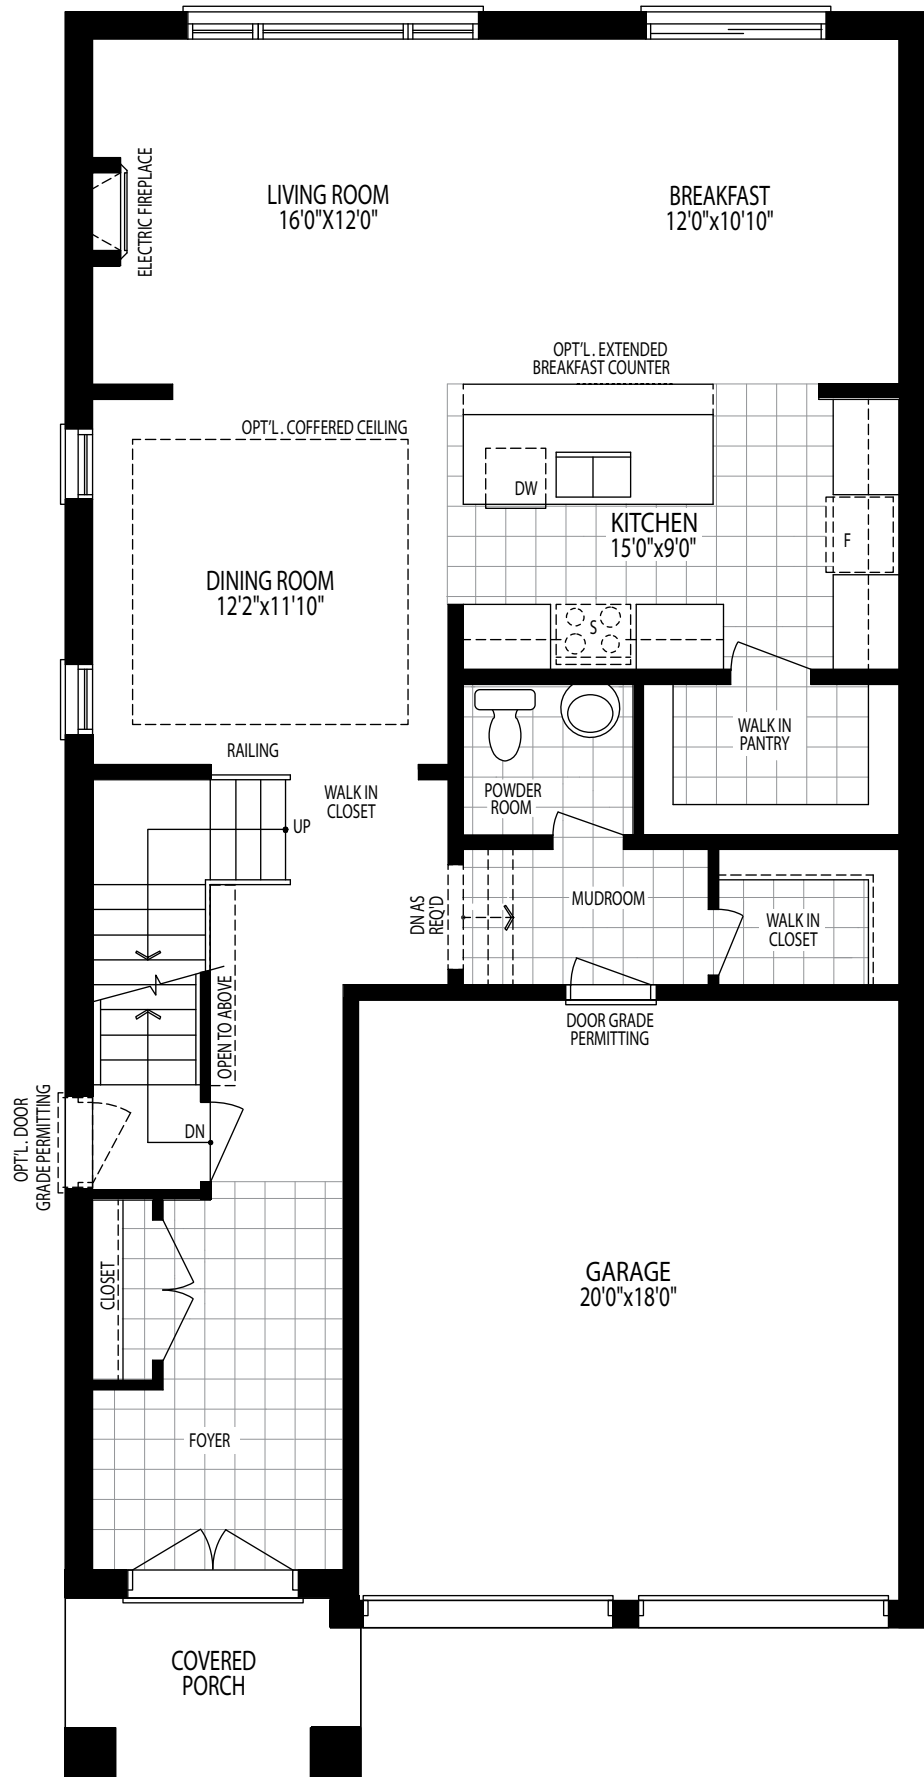 LIVING ROOM
16'0"X12'0"
BREAKFAST
12'0"x10'10"
ELECTRIC FIREPLACE
OPT'L. EXTENDED
BREAKFAST COUNTER
OPT'L. COFFERED CEILING
DW
KITCHEN
15'0"x9'0"
F
DINING ROOM
12'2"x11'10"
S
WALK IN
PANTRY
RAILING
WALK IN
CLOSET
POWDER
ROOM
UP
MUDROOM
DN AS
REQ'D
WALK IN
CLOSET
OPEN TO ABOVE
DOOR GRADE
PERMITTING
OPT'L. DOOR
GRADE PERMITTING
DN
CLOSET
GARAGE
20'0"x18'0"
FOYER
COVERED
PORCH